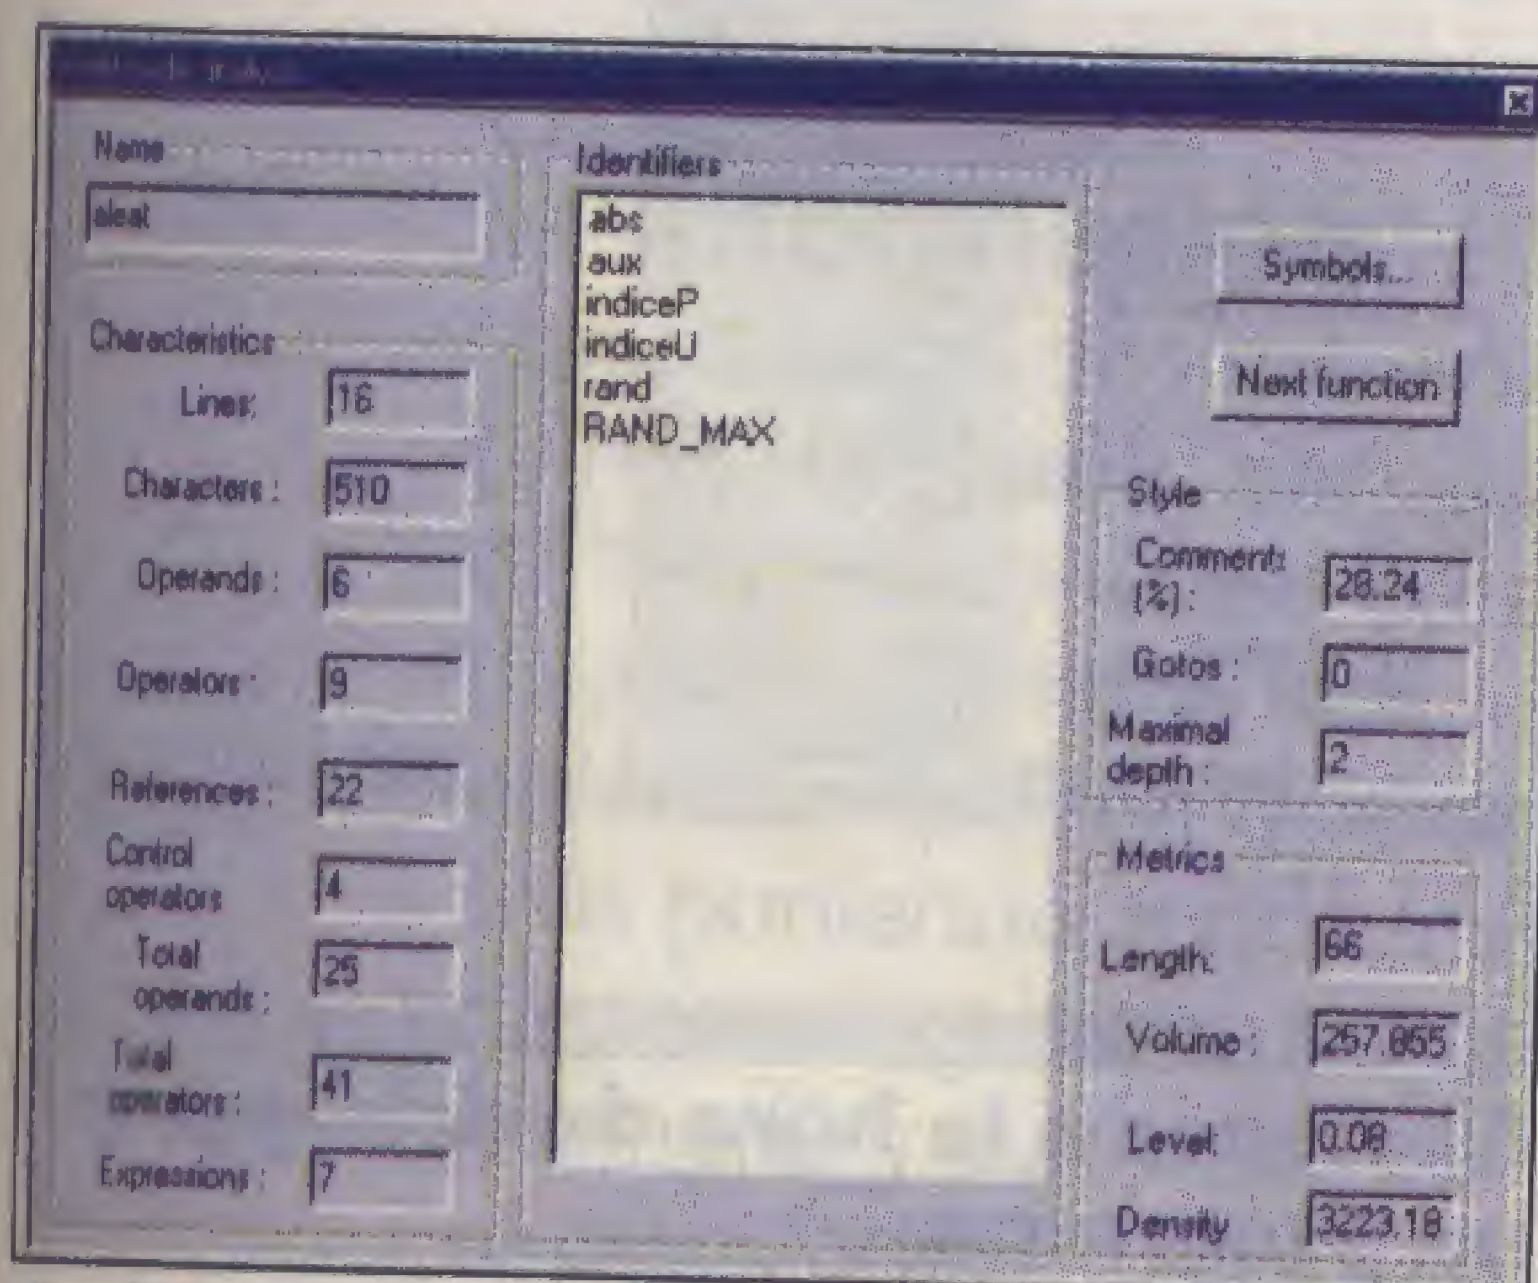 Name
aleat
Characteristics
Lines: 16
Characters : 510
Operands : 6
Operators : 9
References : 22
Control operators 4
Total operands : 25
Total operators : 41
Expressions : 7
Identifiers
abs
aux
indiceP
indiceU
rand
RAND_MAX
Symbols...
Next function
Style
Comments (%) : 28.24
Gotos : 0
Maximal depth : 2
Metrics
Length: 66
Volume : 257.855
Level: 0.08
Density 3223.18